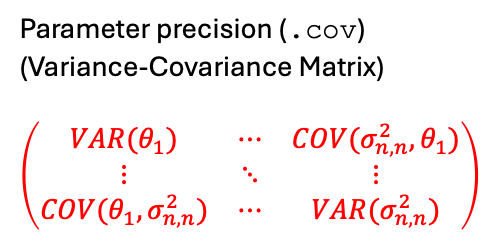 Parameter precision (.cov)
(Variance-Covariance Matrix)
VAR(θ₁) ⋯ COV(σ²ₙ,ₙ, θ₁)
⋮ ⋱ ⋮
COV(θ₁, σ²ₙ,ₙ) ⋯ VAR(σ²ₙ,ₙ)